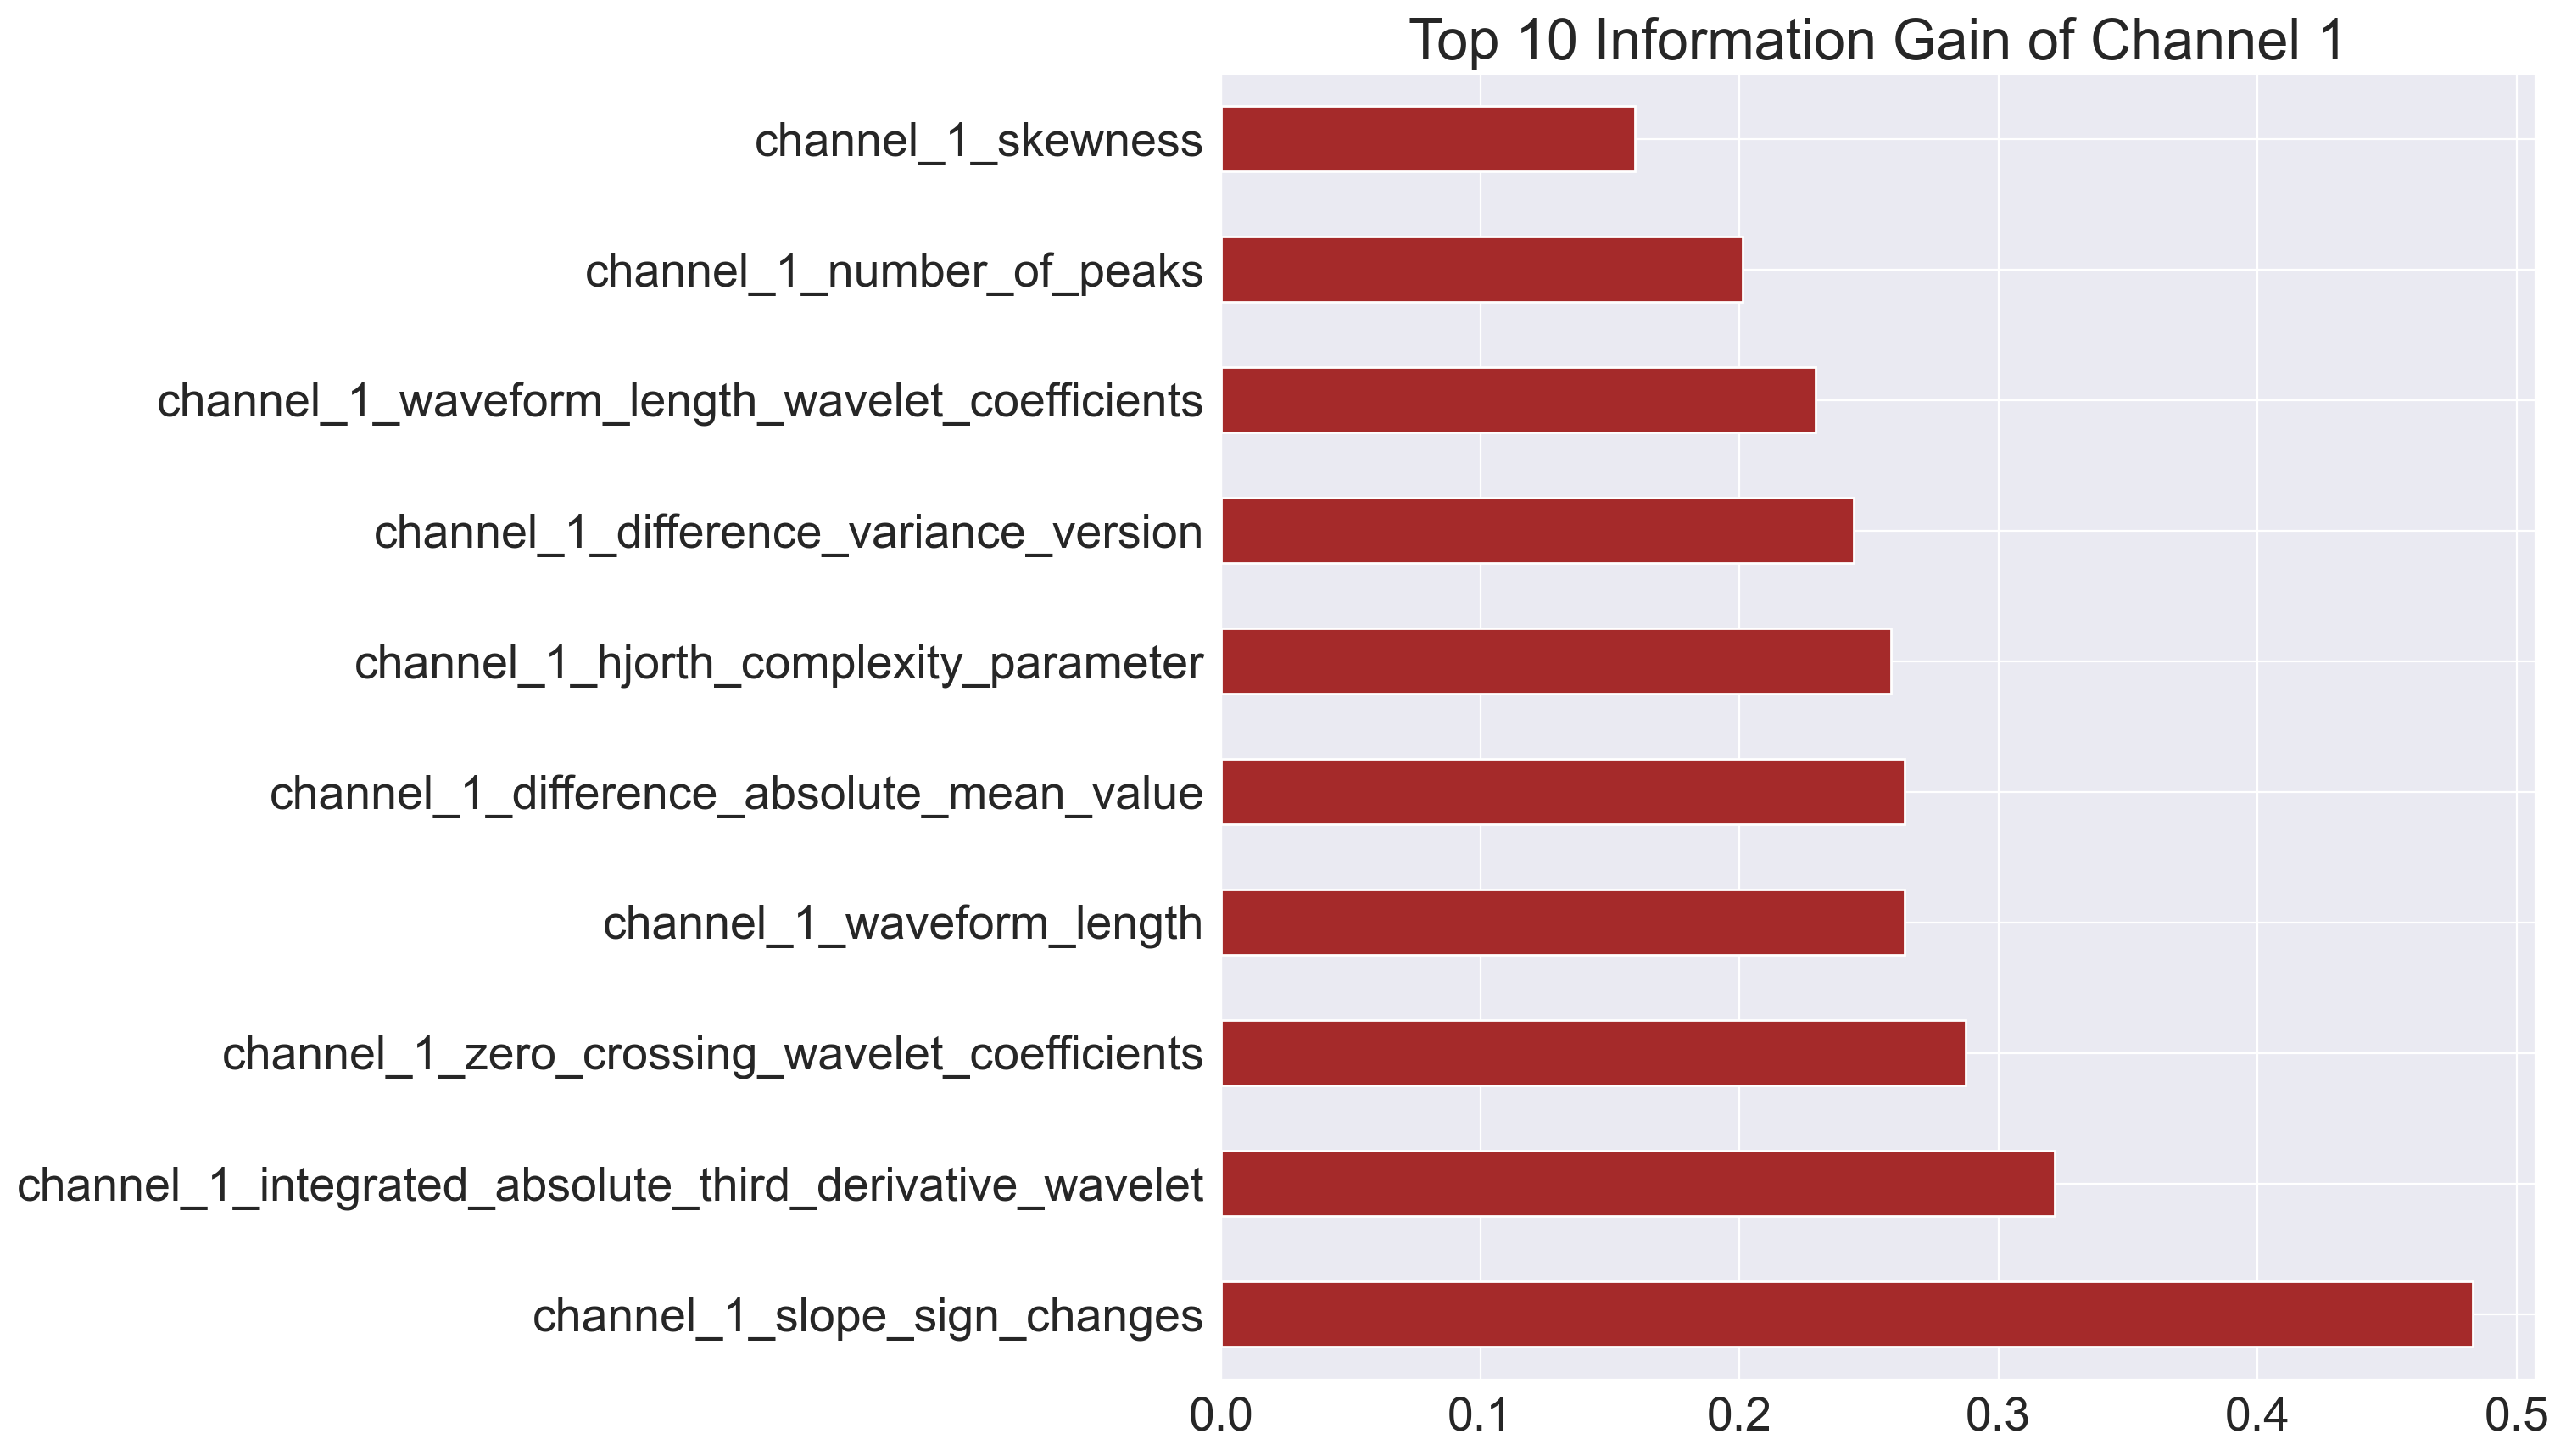 Top 10 Information Gain of Channel 1
channel_1_skewness
channel_1_number_of_peaks
channel_1_waveform_length_wavelet_coefficients
channel_1_difference_variance_version
channel_1_hjorth_complexity_parameter
channel_1_difference_absolute_mean_value
channel_1_waveform_length
channel_1_zero_crossing_wavelet_coefficients
channel_1_integrated_absolute_third_derivative_wavelet
channel_1_slope_sign_changes
0.0 0.1 0.2 0.3 0.4 0.5